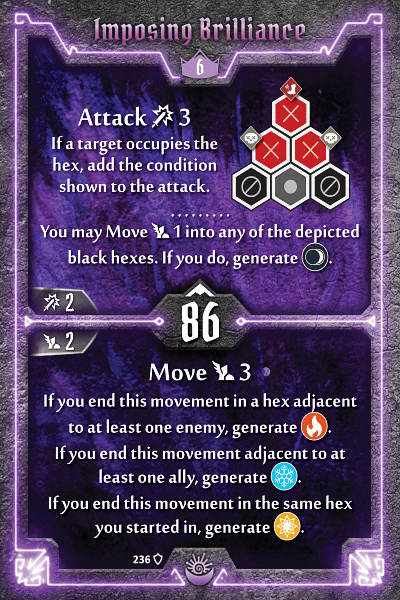 Imposing Brilliance
6
Attack 3
If a target occupies the
hex, add the condition
shown to the attack.
You may Move 1 into any of the depicted
black hexes. If you do, generate .
2
86
2
Move 3
If you end this movement in a hex adjacent
to at least one enemy, generate .
If you end this movement adjacent to at
least one ally, generate .
If you end this movement in the same hex
you started in, generate .
236